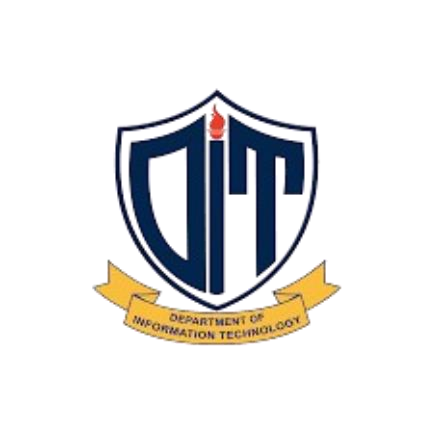 DiT
DEPARTMENT OF
INFORMATION TECHNOLOGY